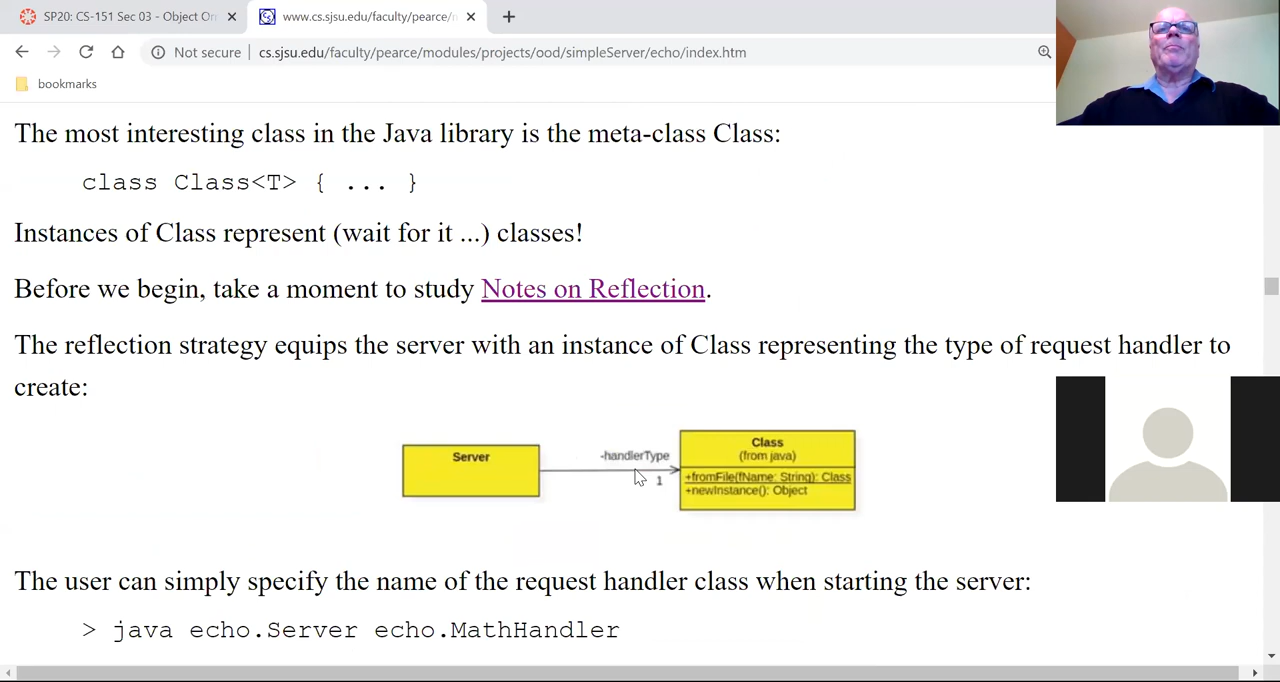 SP20: CS-151 Sec 03 - Object Or
www.cs.sjsu.edu/faculty/pearce/
Not secure
cs.sjsu.edu/faculty/pearce/modules/projects/ood/simpleServer/echo/index.htm
bookmarks
The most interesting class in the Java library is the meta-class Class:
class Class<T> { ... }
Instances of Class represent (wait for it ...) classes!
Before we begin, take a moment to study Notes on Reflection.
The reflection strategy equips the server with an instance of Class representing the type of request handler to
create:
Server
-handlerType
1
Class
(from java)
+fromFile(fName: String): Class
+newInstance(): Object
The user can simply specify the name of the request handler class when starting the server:
> java echo.Server echo.MathHandler